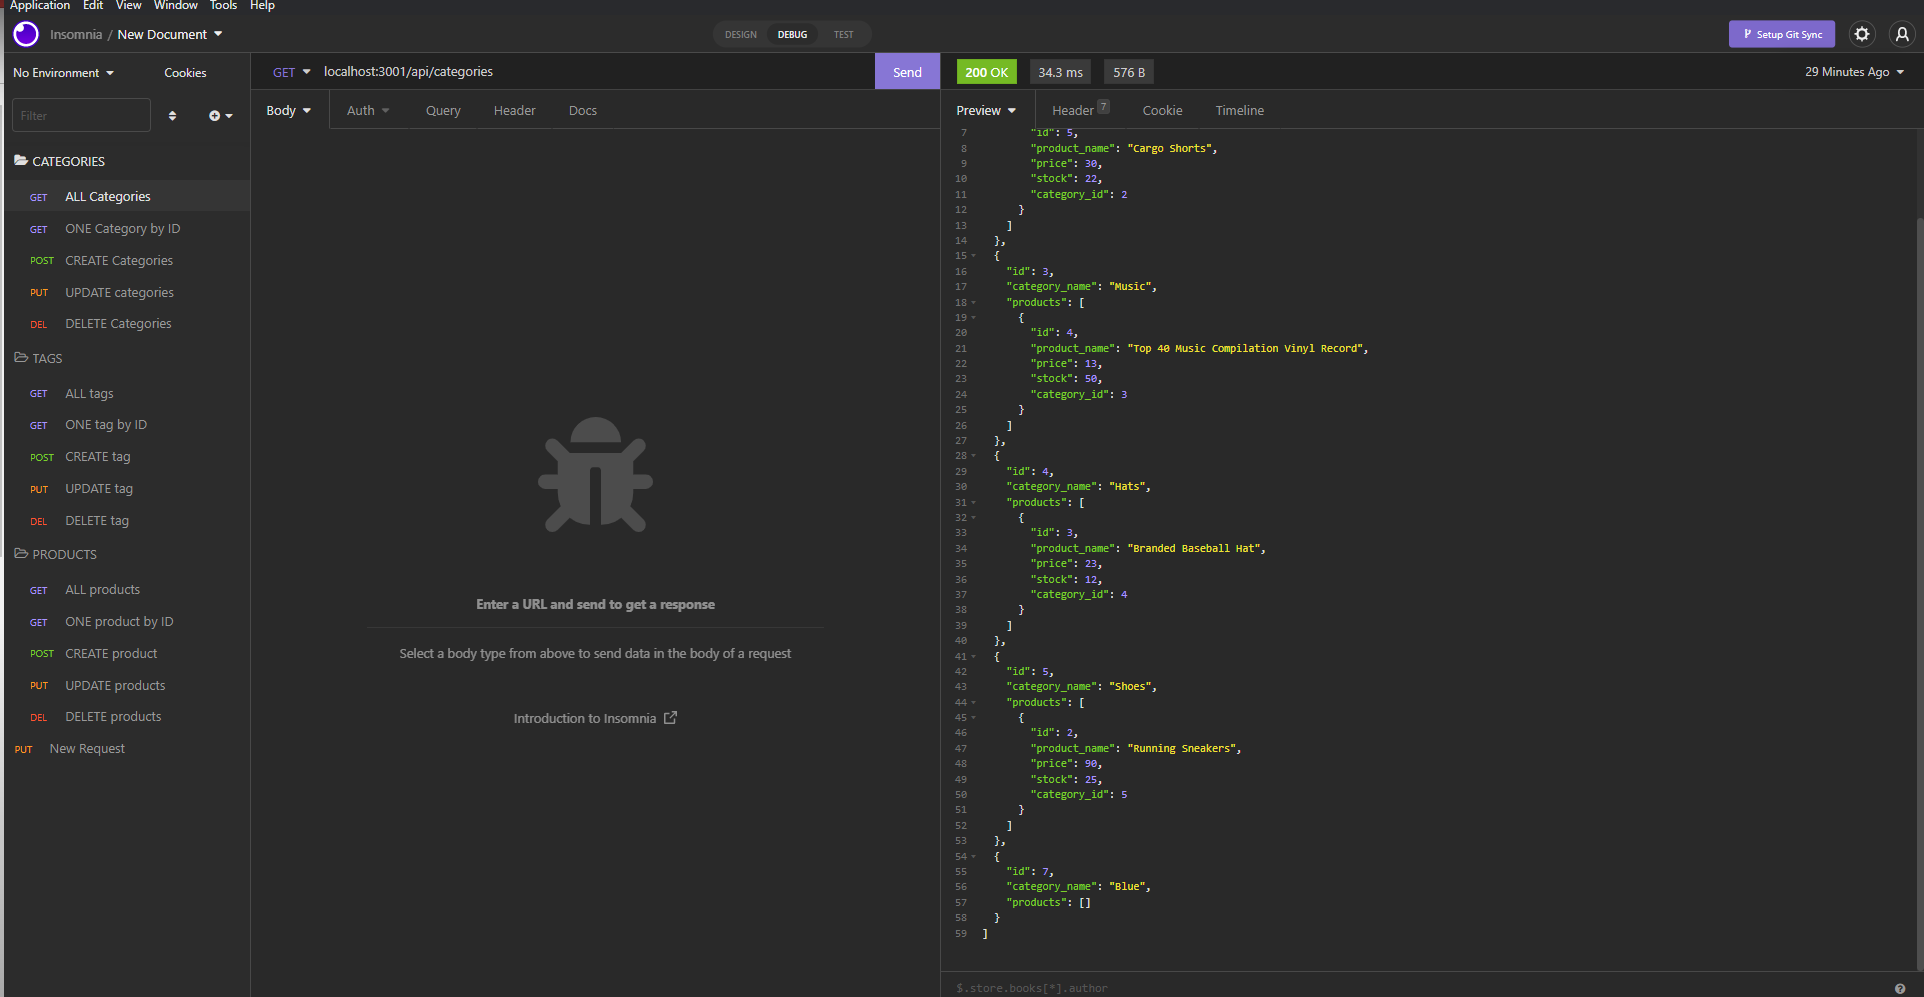 Application Edit View Window Tools Help
Insomnia / New Document
DESIGN DEBUG TEST
Setup Git Sync
No Environment Cookies
GET localhost:3001/api/categories Send
200 OK 34.3 ms 576 B 29 Minutes Ago
Filter
Body Auth Query Header Docs
Preview Header 7 Cookie Timeline
CATEGORIES
GET ALL Categories
GET ONE Category by ID
POST CREATE Categories
PUT UPDATE categories
DEL DELETE Categories
TAGS
GET ALL tags
GET ONE tag by ID
POST CREATE tag
PUT UPDATE tag
DEL DELETE tag
PRODUCTS
GET ALL products
GET ONE product by ID
POST CREATE product
PUT UPDATE products
DEL DELETE products
PUT New Request
Enter a URL and send to get a response
Select a body type from above to send data in the body of a request
Introduction to Insomnia
7 "id": 5,
8 "product_name": "Cargo Shorts",
9 "price": 30,
10 "stock": 22,
11 "category_id": 2
12 }
13 ]
14 },
15 {
16 "id": 3,
17 "category_name": "Music",
18 "products": [
19 {
20 "id": 4,
21 "product_name": "Top 40 Music Compilation Vinyl Record",
22 "price": 13,
23 "stock": 50,
24 "category_id": 3
25 }
26 ]
27 },
28 {
29 "id": 4,
30 "category_name": "Hats",
31 "products": [
32 {
33 "id": 3,
34 "product_name": "Branded Baseball Hat",
35 "price": 23,
36 "stock": 12,
37 "category_id": 4
38 }
39 ]
40 },
41 {
42 "id": 5,
43 "category_name": "Shoes",
44 "products": [
45 {
46 "id": 2,
47 "product_name": "Running Sneakers",
48 "price": 90,
49 "stock": 25,
50 "category_id": 5
51 }
52 ]
53 },
54 {
55 "id": 7,
56 "category_name": "Blue",
57 "products": []
58 }
59 ]
$.store.books[*].author